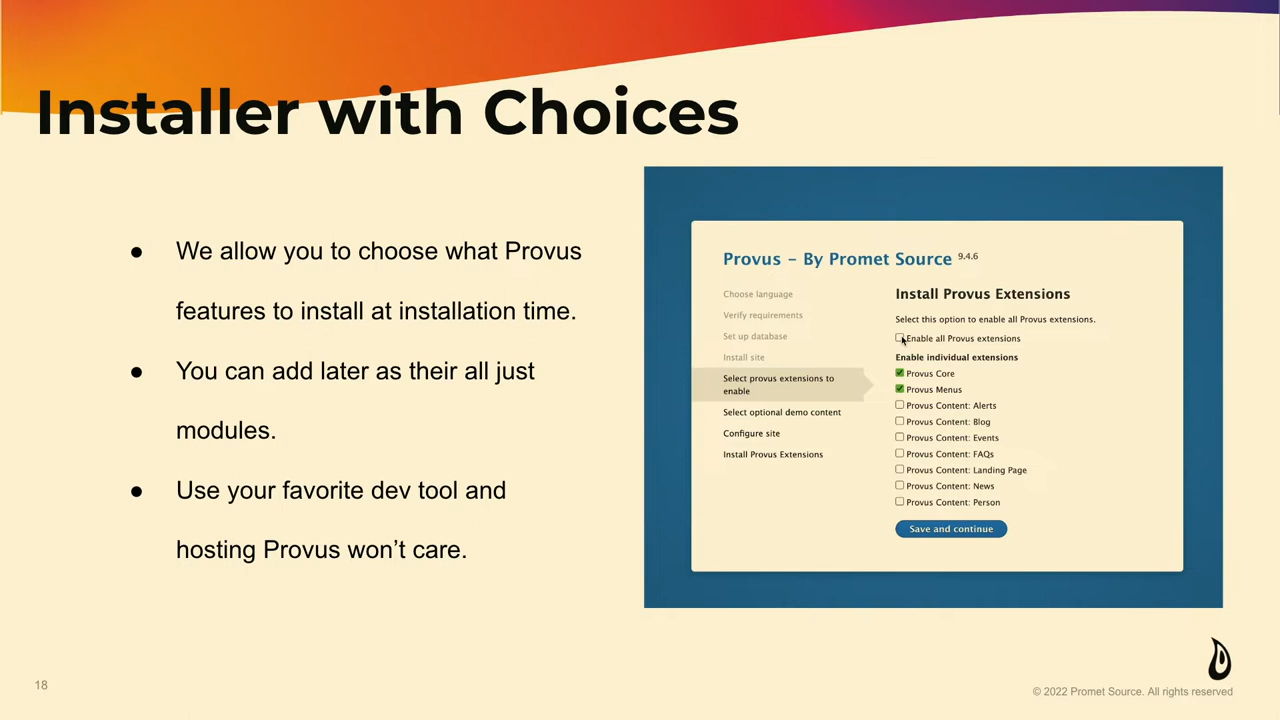 Installer with Choices
● We allow you to choose what Provus
features to install at installation time.
● You can add later as their all just
modules.
● Use your favorite dev tool and
hosting Provus won’t care.
Provus – By Promet Source 9.4.6
Choose language
Verify requirements
Set up database
Install site
Select provus extensions to
enable
Select optional demo content
Configure site
Install Provus Extensions
Install Provus Extensions
Select this option to enable all Provus extensions.
Enable all Provus extensions
Enable individual extensions
Provus Core
Provus Menus
Provus Content: Alerts
Provus Content: Blog
Provus Content: Events
Provus Content: FAQs
Provus Content: Landing Page
Provus Content: News
Provus Content: Person
Save and continue
18
© 2022 Promet Source. All rights reserved